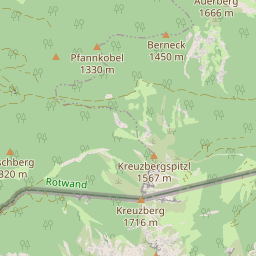 Auerberg
1666 m
Berneck
1450 m
Pfannkobel
1330 m
Kreuzbergspitzl
1567 m
Rotwand
Kreuzberg
1716 m